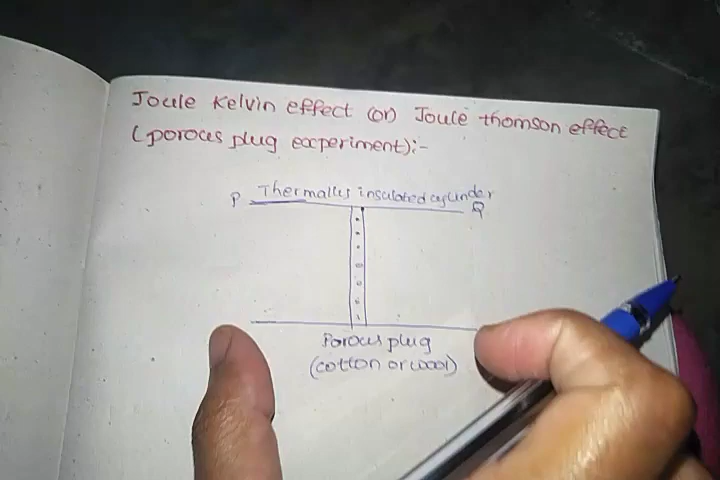 Joule Kelvin effect (or) Joule thomson effect
(porous plug experiment):-
Thermally insulated cylinder
P
Q
Porous plug
(cotton or wool)